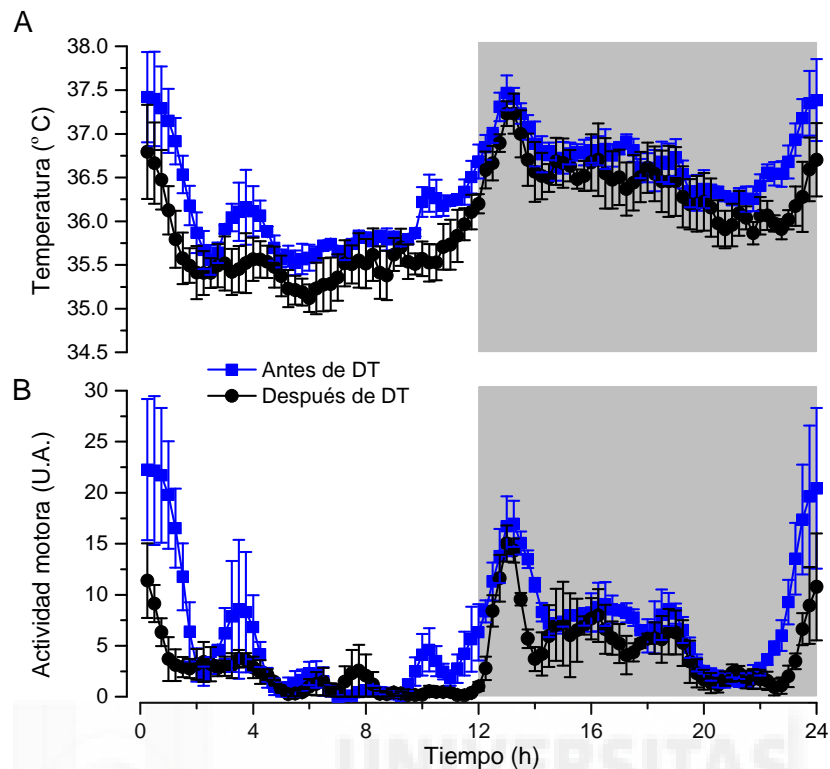 A
38.0
37.5
37.0
36.5
36.0
35.5
35.0
34.5
Temperatura (º C)
Antes de DT
Después de DT
B
30
25
20
15
10
5
0
Actividad motora (U.A.)
0 4 8 12 16 20 24
Tiempo (h)
UNIVERSITAS